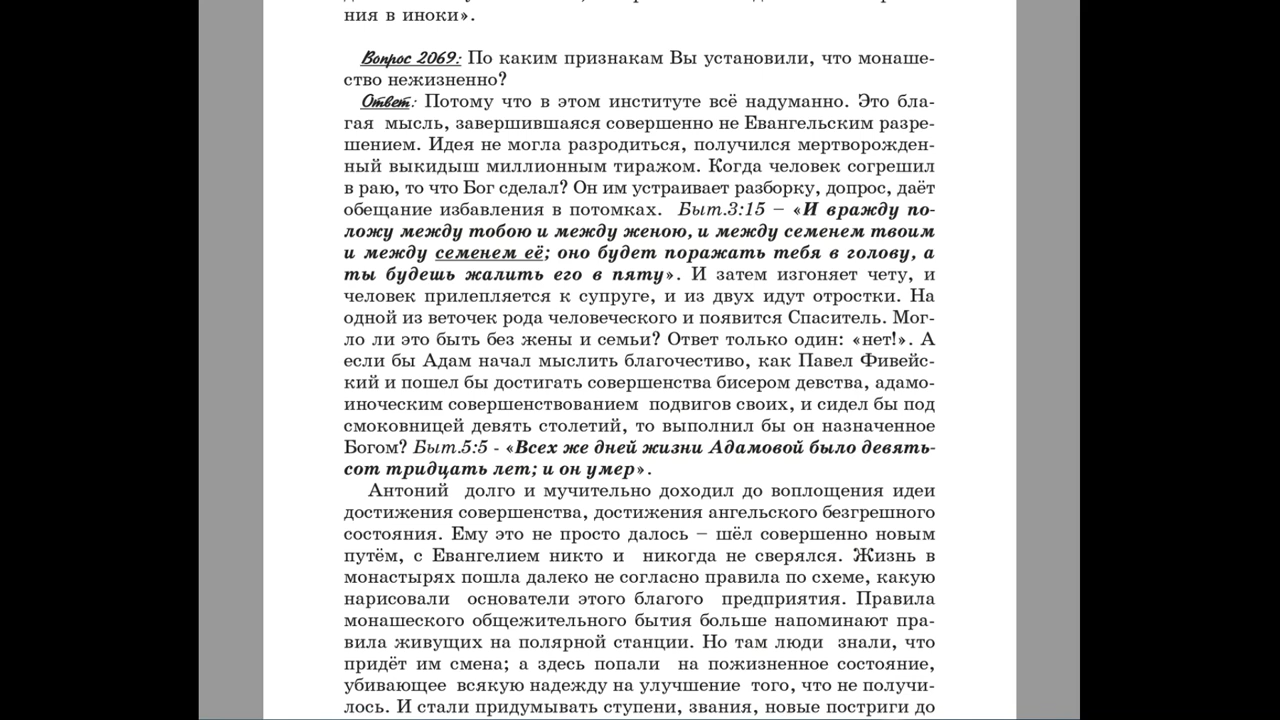 ния в иноки».
Вопрос 2069: По каким признакам Вы установили, что монаше-
ство нежизненно?
Ответ: Потому что в этом институте всё надуманно. Это бла-
гая мысль, завершившаяся совершенно не Евангельским разре-
шением. Идея не могла разродиться, получился мертворожден-
ный выкидыш миллионным тиражом. Когда человек согрешил
в раю, то что Бог сделал? Он им устраивает разборку, допрос, даёт
обещание избавления в потомках. Быт.3:15 – «И вражду по-
ложу между тобою и между женою, и между семенем твоим
и между семенем её; оно будет поражать тебя в голову, а
ты будешь жалить его в пяту». И затем изгоняет чету, и
человек прилепляется к супруге, и из двух идут отростки. На
одной из веточек рода человеческого и появится Спаситель. Мог-
ло ли это быть без жены и семьи? Ответ только один: «нет!». А
если бы Адам начал мыслить благочестиво, как Павел Фивейс-
кий и пошел бы достигать совершенства бисером девства, адамо-
иноческим совершенствованием подвигов своих, и сидел бы под
смоковницей девять столетий, то выполнил бы он назначенное
Богом? Быт.5:5 - «Всех же дней жизни Адамовой было девять-
сот тридцать лет; и он умер».
Антоний долго и мучительно доходил до воплощения идеи
достижения совершенства, достижения ангельского безгрешного
состояния. Ему это не просто далось – шёл совершенно новым
путём, с Евангелием никто и никогда не сверялся. Жизнь в
монастырях пошла далеко не согласно правила по схеме, какую
нарисовали основатели этого благого предприятия. Правила
монашеского общежительного бытия больше напоминают пра-
вила живущих на полярной станции. Но там люди знали, что
придёт им смена; а здесь попали на пожизненное состояние,
убивающее всякую надежду на улучшение того, что не получи-
лось. И стали придумывать ступени, звания, новые постриги до